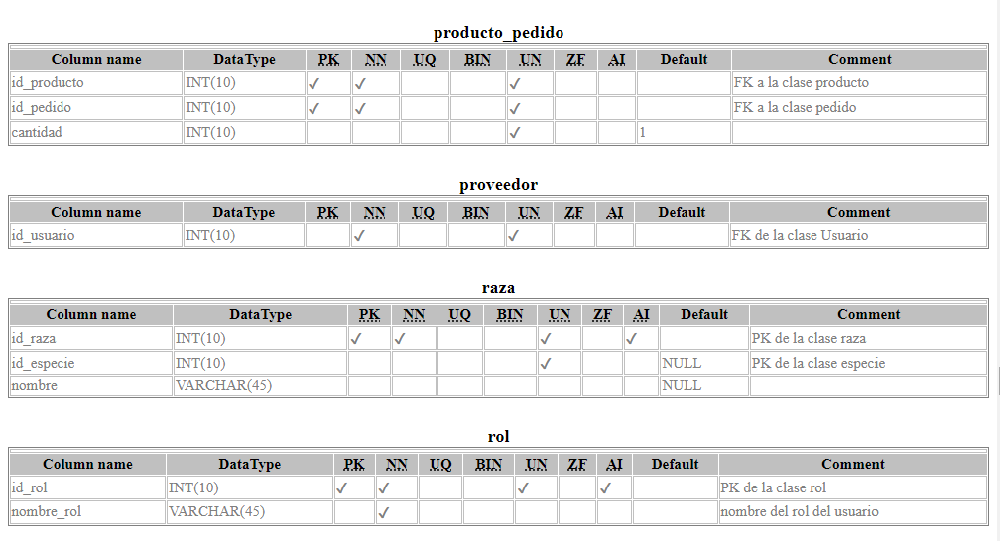 producto_pedido
Column name DataType PK NN UQ BIN UN ZF AI Default Comment
id_producto INT(10) ✓ ✓ ✓ FK a la clase producto
id_pedido INT(10) ✓ ✓ ✓ FK a la clase pedido
cantidad INT(10) ✓ 1
proveedor
Column name DataType PK NN UQ BIN UN ZF AI Default Comment
id_usuario INT(10) ✓ ✓ FK de la clase Usuario
raza
Column name DataType PK NN UQ BIN UN ZF AI Default Comment
id_raza INT(10) ✓ ✓ ✓ ✓ PK de la clase raza
id_especie INT(10) ✓ NULL PK de la clase especie
nombre VARCHAR(45) NULL
rol
Column name DataType PK NN UQ BIN UN ZF AI Default Comment
id_rol INT(10) ✓ ✓ ✓ ✓ PK de la clase rol
nombre_rol VARCHAR(45) ✓ nombre del rol del usuario